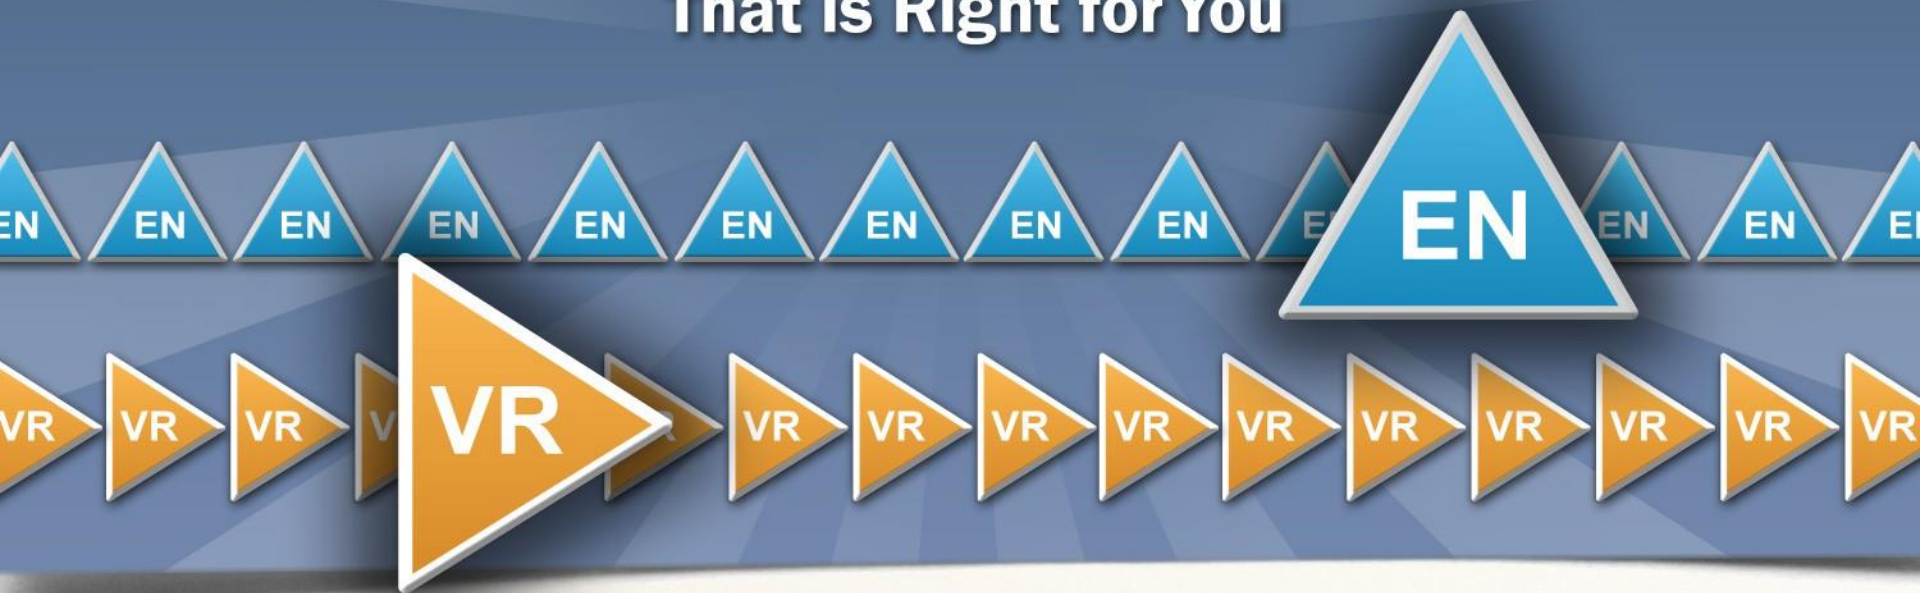 That is Right for You
EN EN EN EN EN EN EN EN EN EN EN EN
VR VR VR VR VR VR VR VR VR VR VR VR VR VR